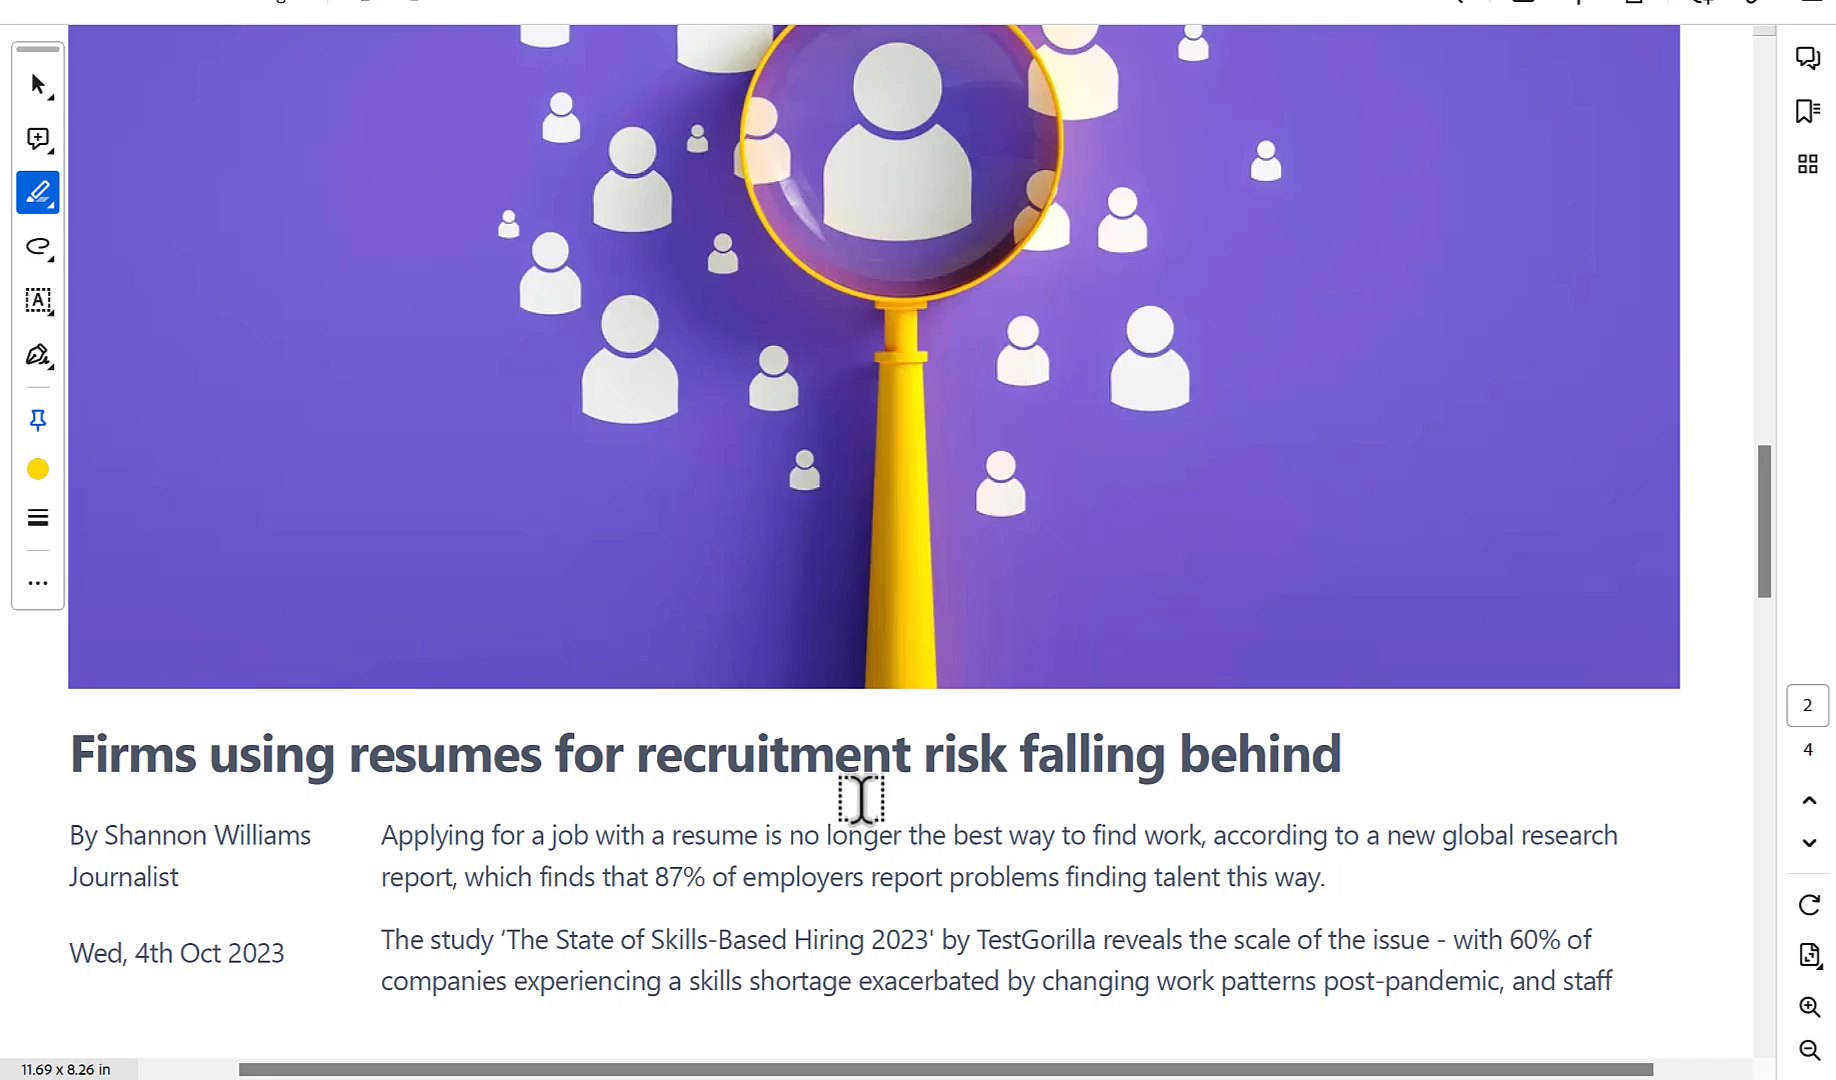 Firms using resumes for recruitment risk falling behind
By Shannon Williams
Journalist
Wed, 4th Oct 2023
Applying for a job with a resume is no longer the best way to find work, according to a new global research
report, which finds that 87% of employers report problems finding talent this way.
The study ‘The State of Skills-Based Hiring 2023' by TestGorilla reveals the scale of the issue - with 60% of
companies experiencing a skills shortage exacerbated by changing work patterns post-pandemic, and staff
2
4
11.69 x 8.26 in